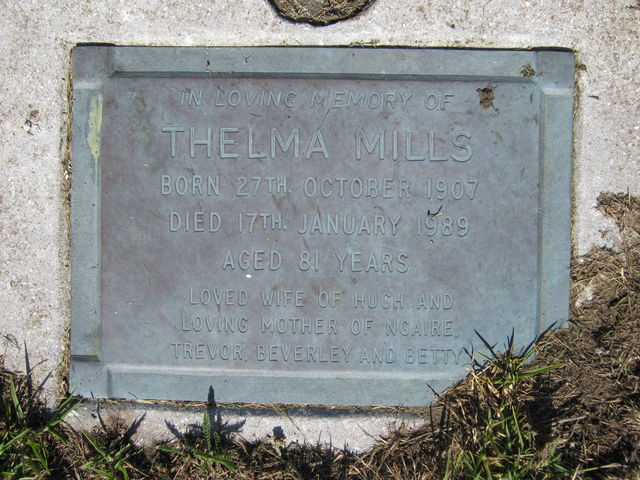 IN LOVING MEMORY OF
THELMA MILLS
BORN 27TH. OCTOBER 1907
DIED 17TH. JANUARY 1989
AGED 81 YEARS
LOVED WIFE OF HUGH AND
LOVING MOTHER OF NGAIRE,
TREVOR, BEVERLEY AND BETTY